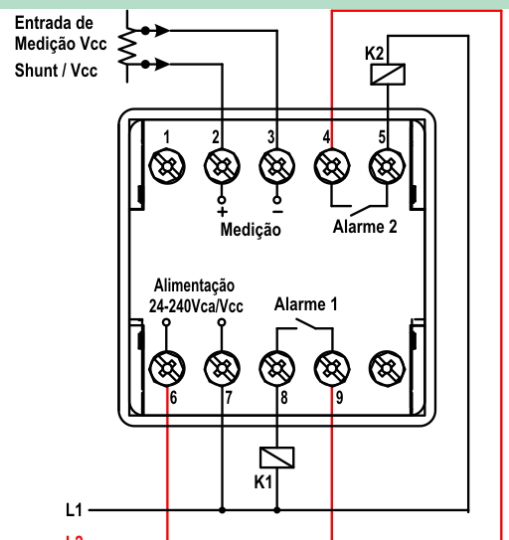 Entrada de
Medição Vcc
Shunt / Vcc
K2
1 2 3 4 5
+ −
Medição
Alarme 2
Alimentação
24-240Vca/Vcc
Alarme 1
6 7 8 9
K1
L1